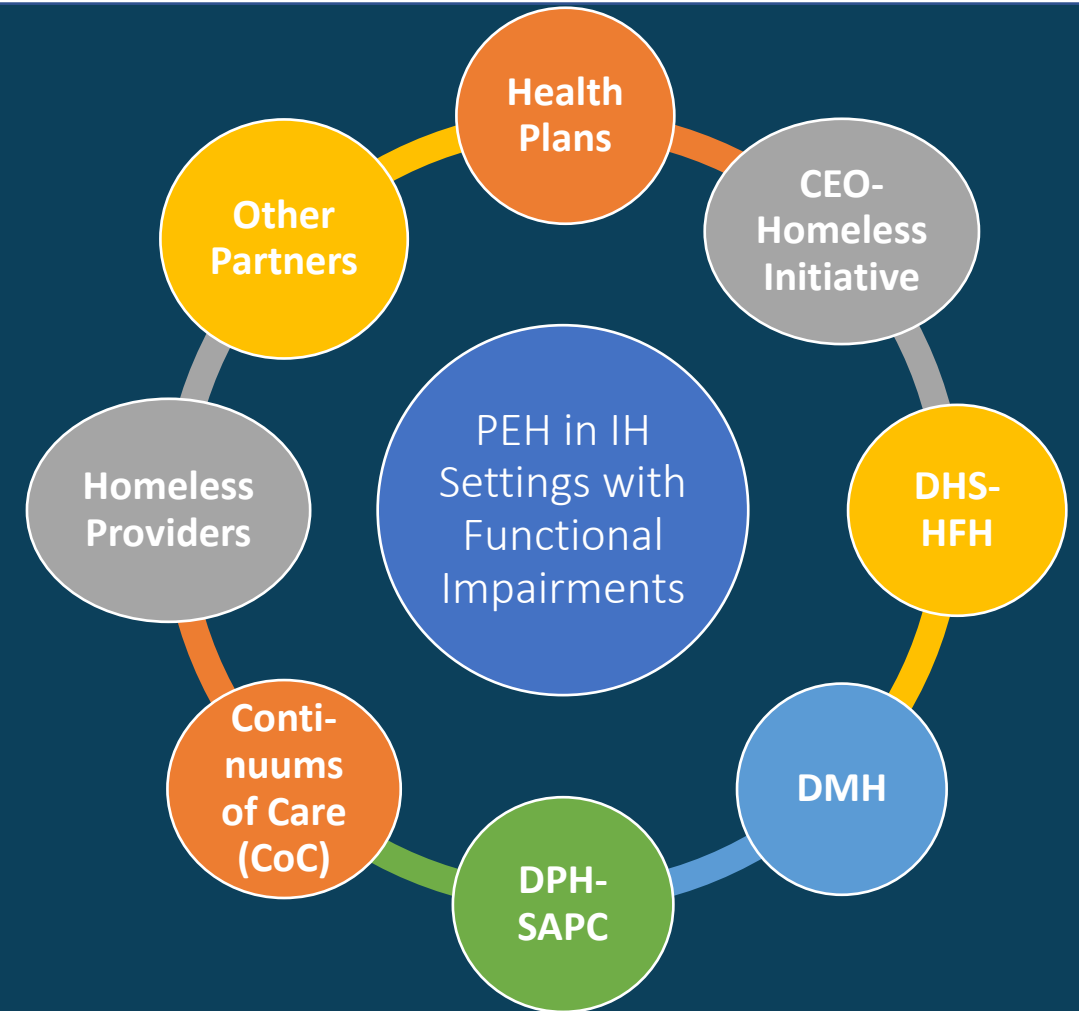 Health
Plans
CEO-
Homeless
Initiative
DHS-
HFH
DMH
DPH-
SAPC
Conti-
nuums
of Care
(CoC)
Homeless
Providers
Other
Partners
PEH in IH
Settings with
Functional
Impairments